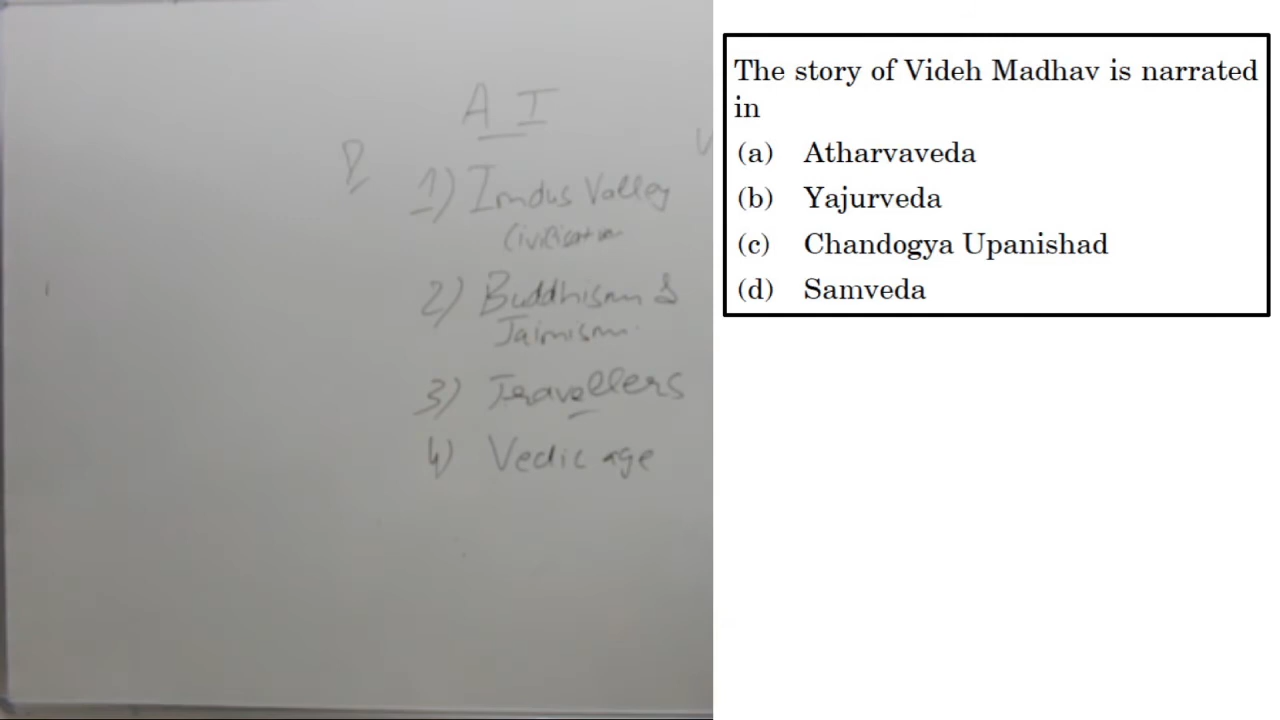 A I
1) Indus Valley
Civilisation
2) Buddhism &
Jainism.
3) Travellers
4) Vedic age
The story of Videh Madhav is narrated
in
(a) Atharvaveda
(b) Yajurveda
(c) Chandogya Upanishad
(d) Samveda